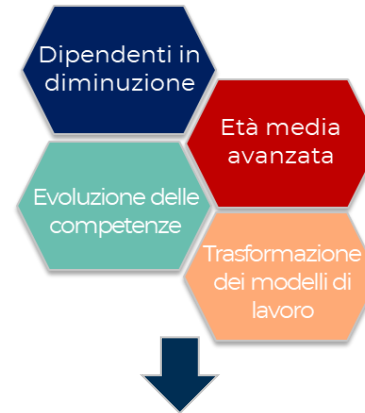 Dipendenti in
diminuzione
Età media
avanzata
Evoluzione delle
competenze
Trasformazione
dei modelli di
lavoro